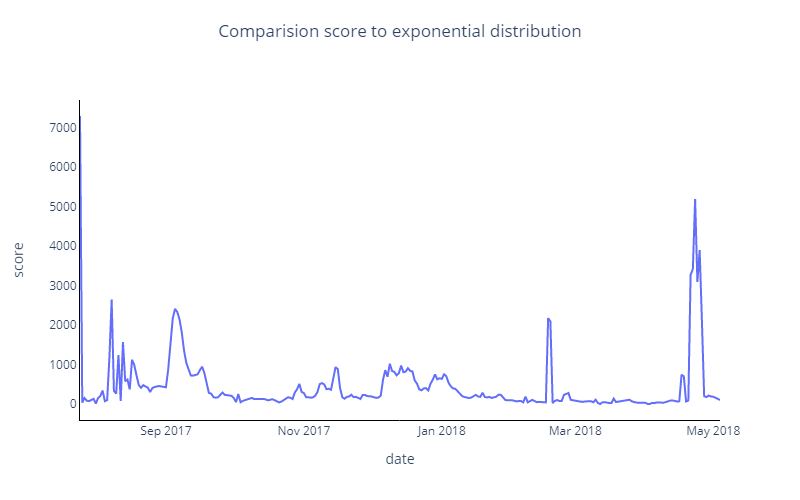 Comparision score to exponential distribution
7000
6000
5000
4000
3000
2000
1000
0
score
Sep 2017
Nov 2017
Jan 2018
Mar 2018
May 2018
date